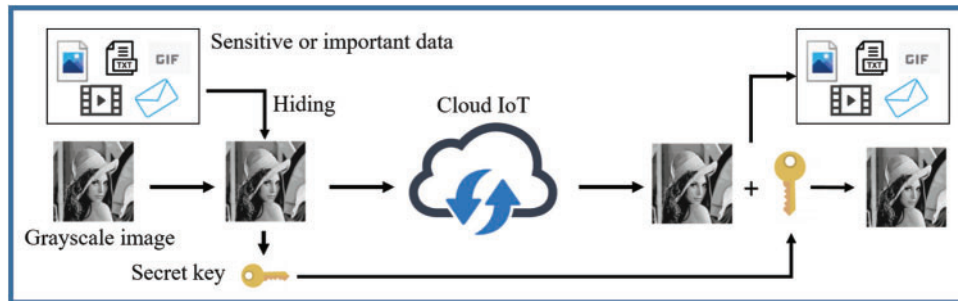 Sensitive or important data
GIF
TXT
Hiding
Cloud IoT
GIF
TXT
+
Grayscale image
Secret key